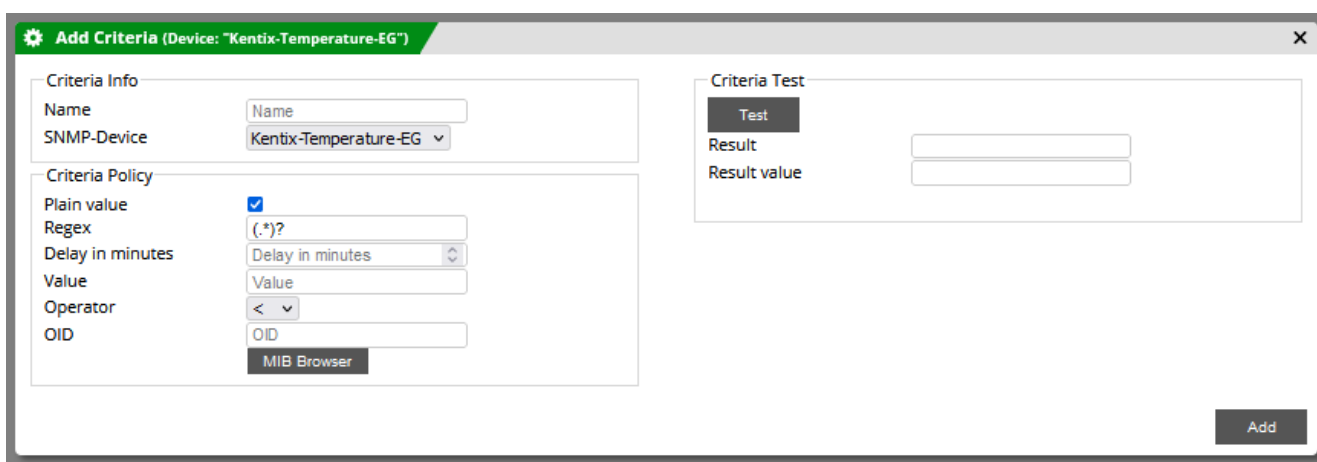 Add Criteria (Device: "Kentix-Temperature-EG")
Criteria Info
Name Name
SNMP-Device Kentix-Temperature-EG
Criteria Policy
Plain value
Regex (.*)?
Delay in minutes Delay in minutes
Value Value
Operator <
OID OID
MIB Browser
Criteria Test
Test
Result
Result value
Add